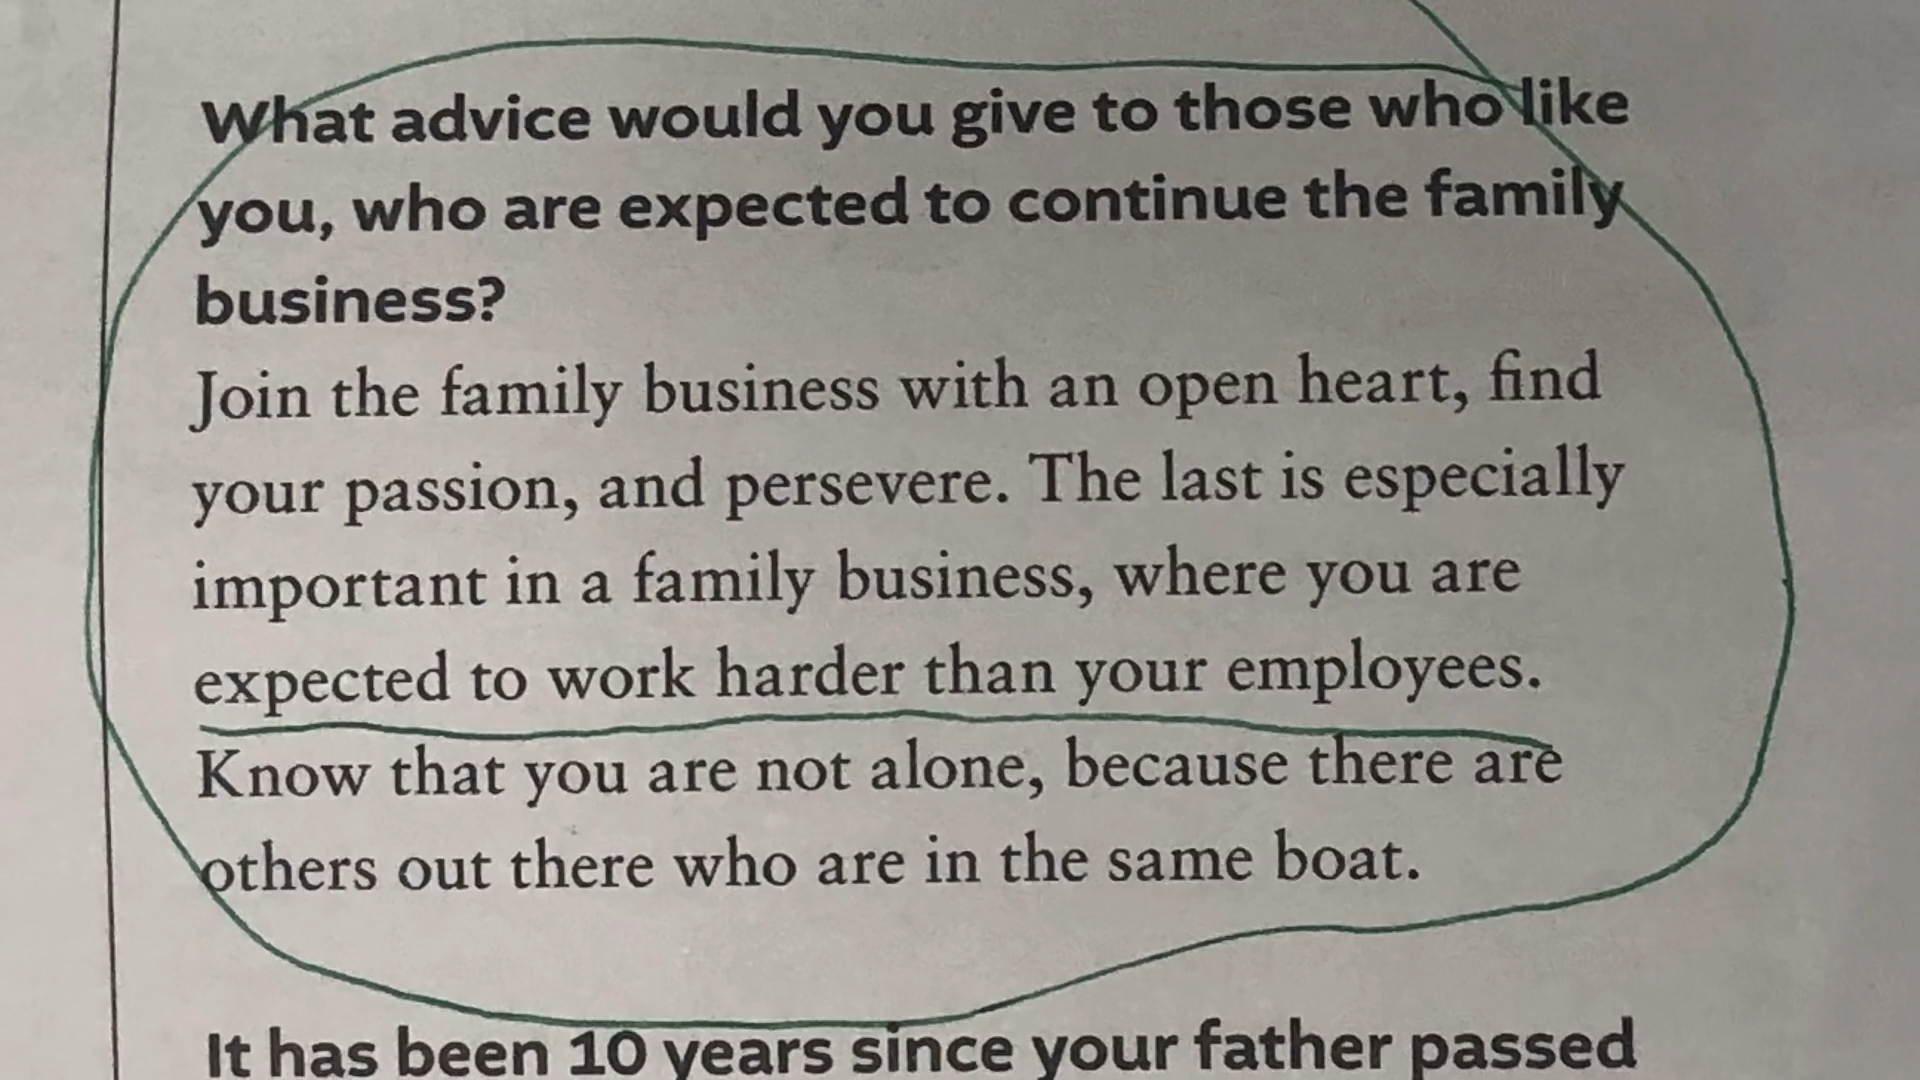 What advice would you give to those who like
you, who are expected to continue the family
business?
Join the family business with an open heart, find
your passion, and persevere. The last is especially
important in a family business, where you are
expected to work harder than your employees.
Know that you are not alone, because there are
others out there who are in the same boat.
It has been 10 years since your father passed